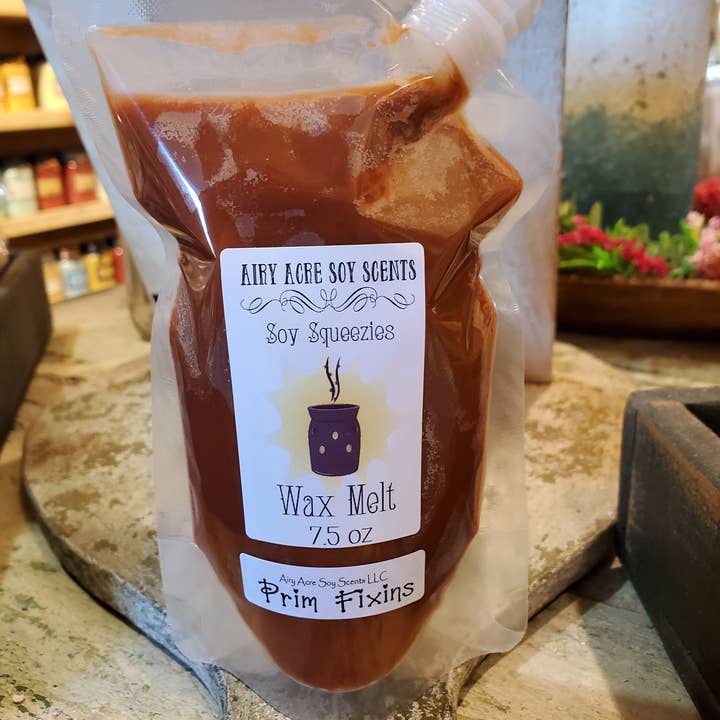 AIRY ACRE SOY SCENTS
Soy Squeezies
Wax Melt
7.5 oz
Airy Acre Soy Scents LLC
Prim Fixins